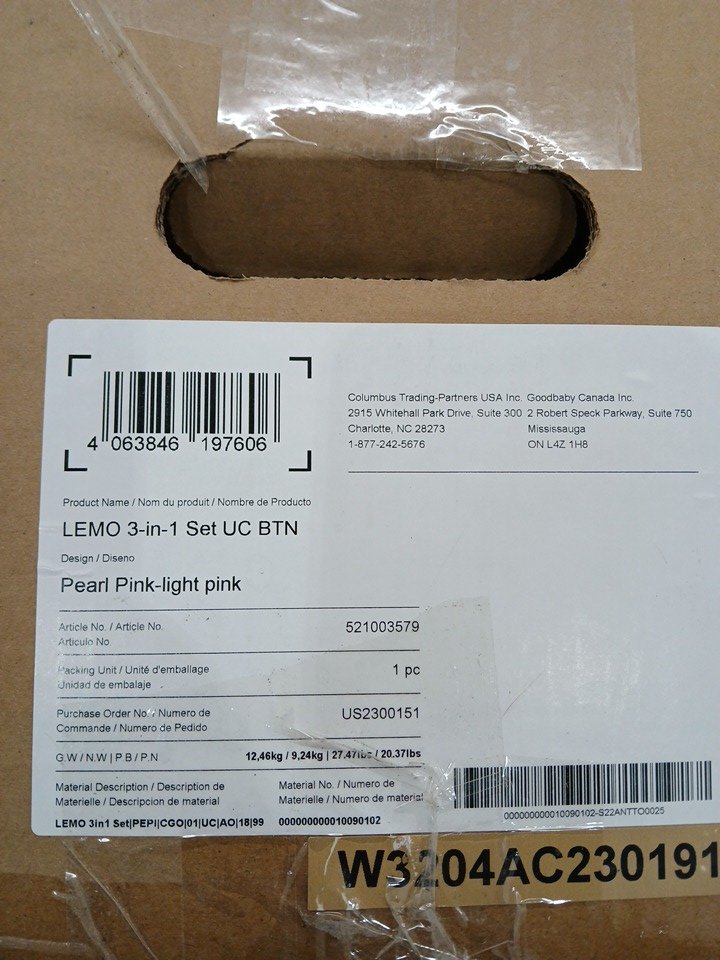 4 063846 197606
Columbus Trading-Partners USA Inc.
2915 Whitehall Park Drive, Suite 300
Charlotte, NC 28273
1-877-242-5676
Goodbaby Canada Inc.
2 Robert Speck Parkway, Suite 750
Mississauga
ON L4Z 1H8
Product Name / Nom du produit / Nombre de Producto
LEMO 3-in-1 Set UC BTN
Design / Diseno
Pearl Pink-light pink
Article No. / Article No.
Articulo No.
521003579
Packing Unit / Unité d'emballage
Unidad de embalaje
1 pc
Purchase Order No. / Numero de
Commande / Numero de Pedido
US2300151
G.W / N.W | P.B / P.N
12,46kg / 9,24kg | 27.47lbs / 20.37lbs
Material Description / Description de
Materielle / Descripcion de material
Material No. / Numero de
Materielle / Numero de material
LEMO 3in1 Set|PEPI|CGO|01|UC|AO|18|99
000000000010090102
000000000010090102-S22ANTTO0025
W3204AC230191